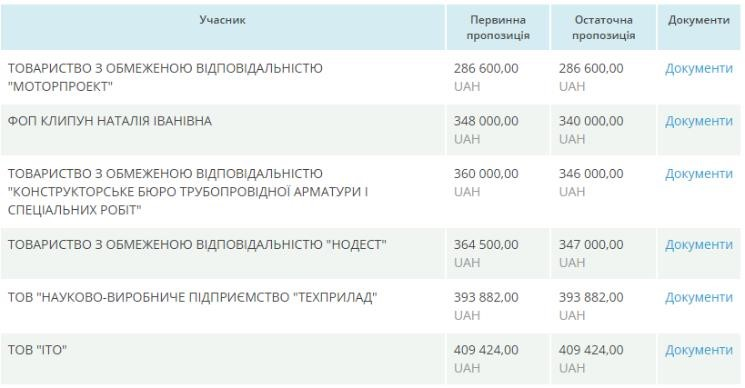 Учасник
Первинна
пропозиція
Остаточна
пропозиція
Документи
ТОВАРИСТВО З ОБМЕЖЕНОЮ ВІДПОВІДАЛЬНІСТЮ
"МОТОРПРОЕКТ"
286 600,00
UAH
286 600,00
UAH
Документи
ФОП КЛИПУН НАТАЛІЯ ІВАНІВНА
348 000,00
UAH
340 000,00
UAH
Документи
ТОВАРИСТВО З ОБМЕЖЕНОЮ ВІДПОВІДАЛЬНІСТЮ
"КОНСТРУКТОРСЬКЕ БЮРО ТРУБОПРОВІДНОЇ АРМАТУРИ І
СПЕЦІАЛЬНИХ РОБІТ"
360 000,00
UAH
346 000,00
UAH
Документи
ТОВАРИСТВО З ОБМЕЖЕНОЮ ВІДПОВІДАЛЬНІСТЮ "НОДЕСТ"
364 500,00
UAH
347 000,00
UAH
Документи
ТОВ "НАУКОВО-ВИРОБНИЧЕ ПІДПРИЄМСТВО "ТЕХПРИЛАД"
393 882,00
UAH
393 882,00
UAH
Документи
ТОВ "ІТО"
409 424,00
UAH
409 424,00
UAH
Документи